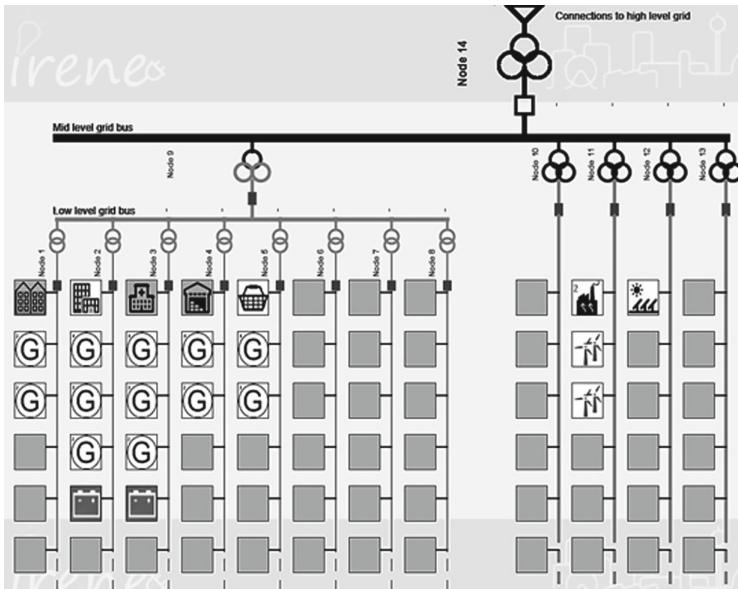 Connections to high level grid
irene
Node 14
Mid level grid bus
Node 9
Node 10
Node 11
Node 12
Node 13
Low level grid bus
Node 1
Node 2
Node 3
Node 4
Node 5
Node 6
Node 7
Node 8
2
G G G G G
G G G G G
G G
irene